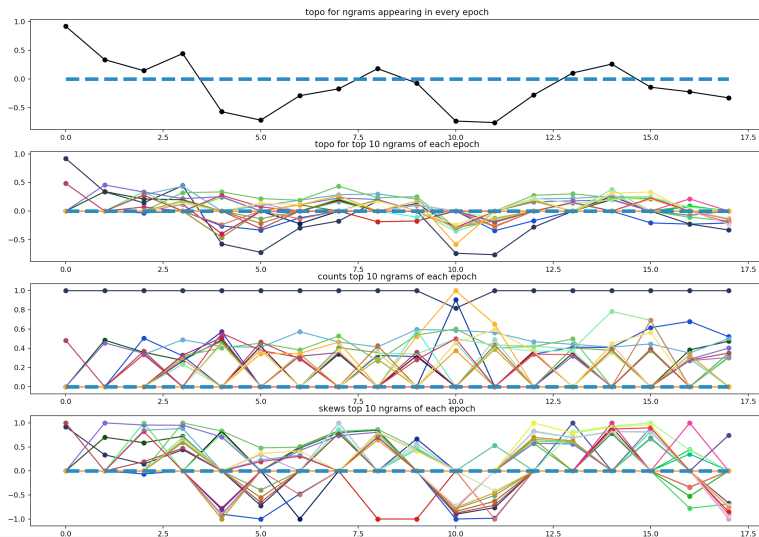 topo for ngrams appearing in every epoch
1.0
0.5
0.0
−0.5
0.0 2.5 5.0 7.5 10.0 12.5 15.0 17.5
topo for top 10 ngrams of each epoch
1.0
0.5
0.0
−0.5
0.0 2.5 5.0 7.5 10.0 12.5 15.0 17.5
counts top 10 ngrams of each epoch
1.0
0.8
0.6
0.4
0.2
0.0
0.0 2.5 5.0 7.5 10.0 12.5 15.0 17.5
skews top 10 ngrams of each epoch
1.0
0.5
0.0
−0.5
−1.0
0.0 2.5 5.0 7.5 10.0 12.5 15.0 17.5